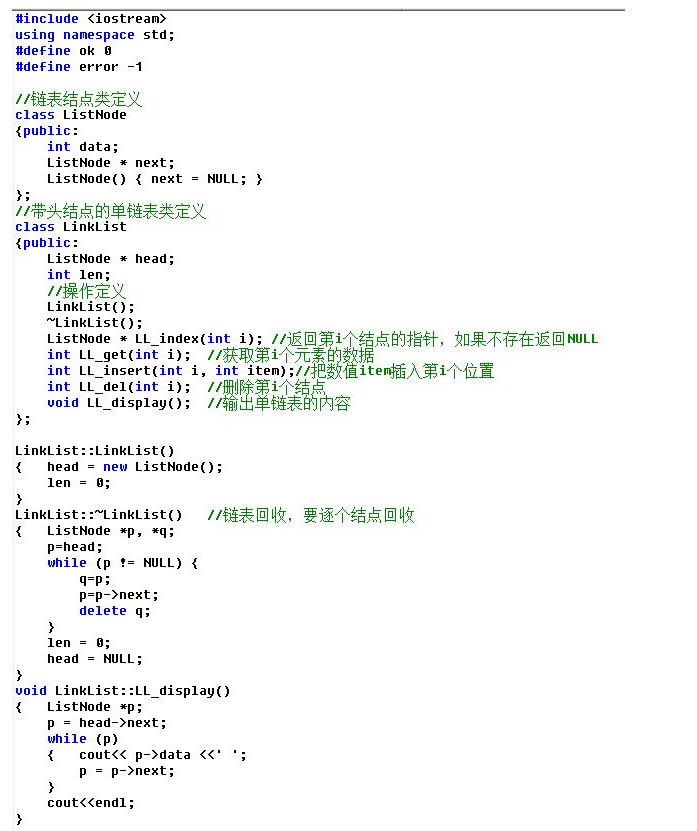 #include <iostream>
using namespace std;
#define ok 0
#define error -1
//链表结点类定义
class ListNode
{public:
    int data;
    ListNode * next;
    ListNode() { next = NULL; }
};
//带头结点的单链表类定义
class LinkList
{public:
    ListNode * head;
    int len;
    //操作定义
    LinkList();
    ~LinkList();
    ListNode * LL_index(int i); //返回第i个结点的指针，如果不存在返回NULL
    int LL_get(int i);  //获取第i个元素的数据
    int LL_insert(int i, int item);//把数值item插入第i个位置
    int LL_del(int i);  //删除第i个结点
    void LL_display();  //输出单链表的内容
};
LinkList::LinkList()
{   head = new ListNode();
    len = 0;
}
LinkList::~LinkList()   //链表回收，要逐个结点回收
{   ListNode *p, *q;
    p=head;
    while (p != NULL) {
        q=p;
        p=p->next;
        delete q;
    }
    len = 0;
    head = NULL;
}
void LinkList::LL_display()
{   ListNode *p;
    p = head->next;
    while (p)
    {   cout<< p->data <<' ';
        p = p->next;
    }
    cout<<endl;
}